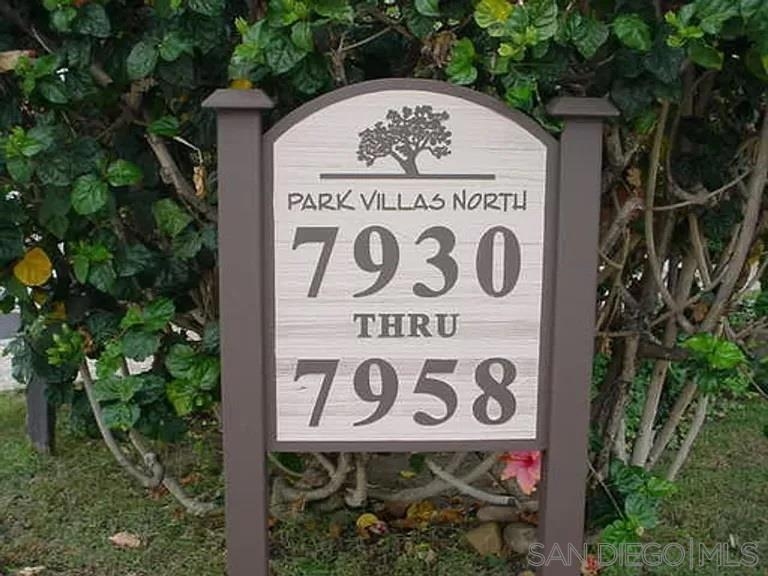 PARK VILLAS NORTH
7930
THRU
7958
SAN DIEGO|MLS